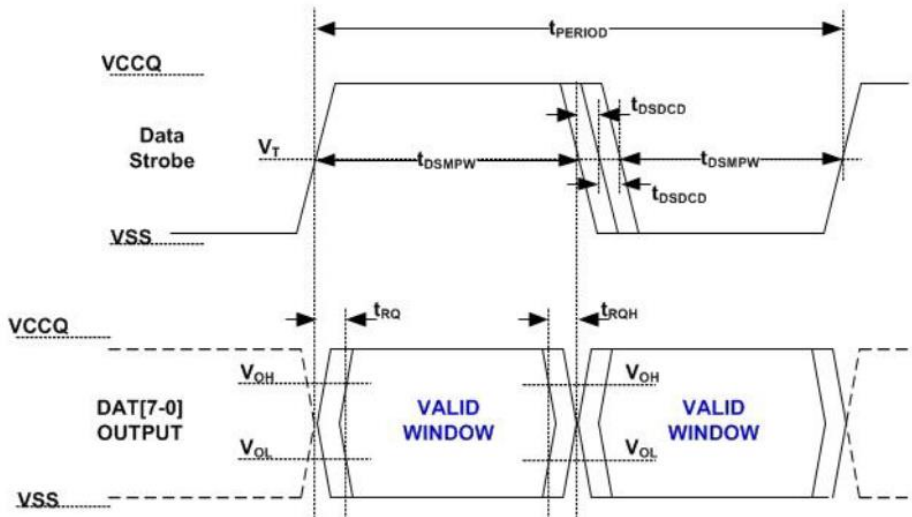 tPERIOD
VCCQ
tDSDCD
Data
Strobe
VT
tDSMPW
tDSMPW
tDSDCD
VSS
tRQ
tRQH
VCCQ
VOH
VOH
DAT[7-0]
OUTPUT
VALID
WINDOW
VALID
WINDOW
VOL
VOL
VSS